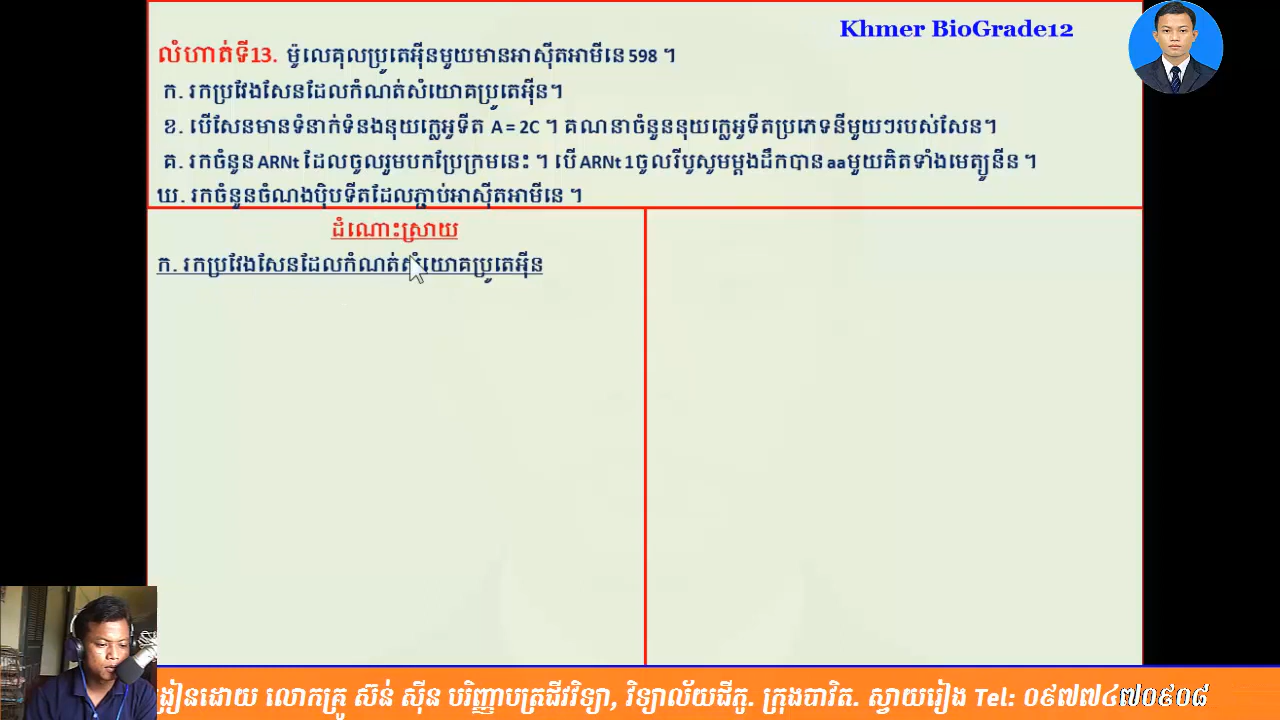 Khmer BioGrade12
លំហាត់ទី13. ម៉ូលេគុលប្រូតេអ៊ីនមួយមានអាស៊ីតអាមីនេ 598 ។
ក. រកប្រវែងសែនដែលកំណត់សំយោគប្រូតេអ៊ីន។
ខ. បើសែនមានទំនាក់ទំនងនុយក្លេអូទីត A = 2C ។ គណនាចំនួននុយក្លេអូទីតប្រភេទនីមួយៗរបស់សែន។
គ. រកចំនួន ARNt ដែលចូលរួមបកប្រែក្រមនេះ ។ បើ ARNt 1ចូលរីបូសូមម្តងដឹកបាន aaមួយគិតទាំងមេត្យូនីន ។
ឃ. រកចំនួនចំណងប៉ិបទីតដែលភ្ជាប់អាស៊ីតអាមីនេ ។
ដំណោះស្រាយ
ក. រកប្រវែងសែនដែលកំណត់សំយោគប្រូតេអ៊ីន
រៀនដោយ លោកគ្រូ ស៊ន់ ស៊ីន បរិញ្ញាបត្រជីវវិទ្យា, វិទ្យាល័យជីភូ. ក្រុងបាវិត. ស្វាយរៀង Tel: ០៩៧៧៤៧០៩០៨